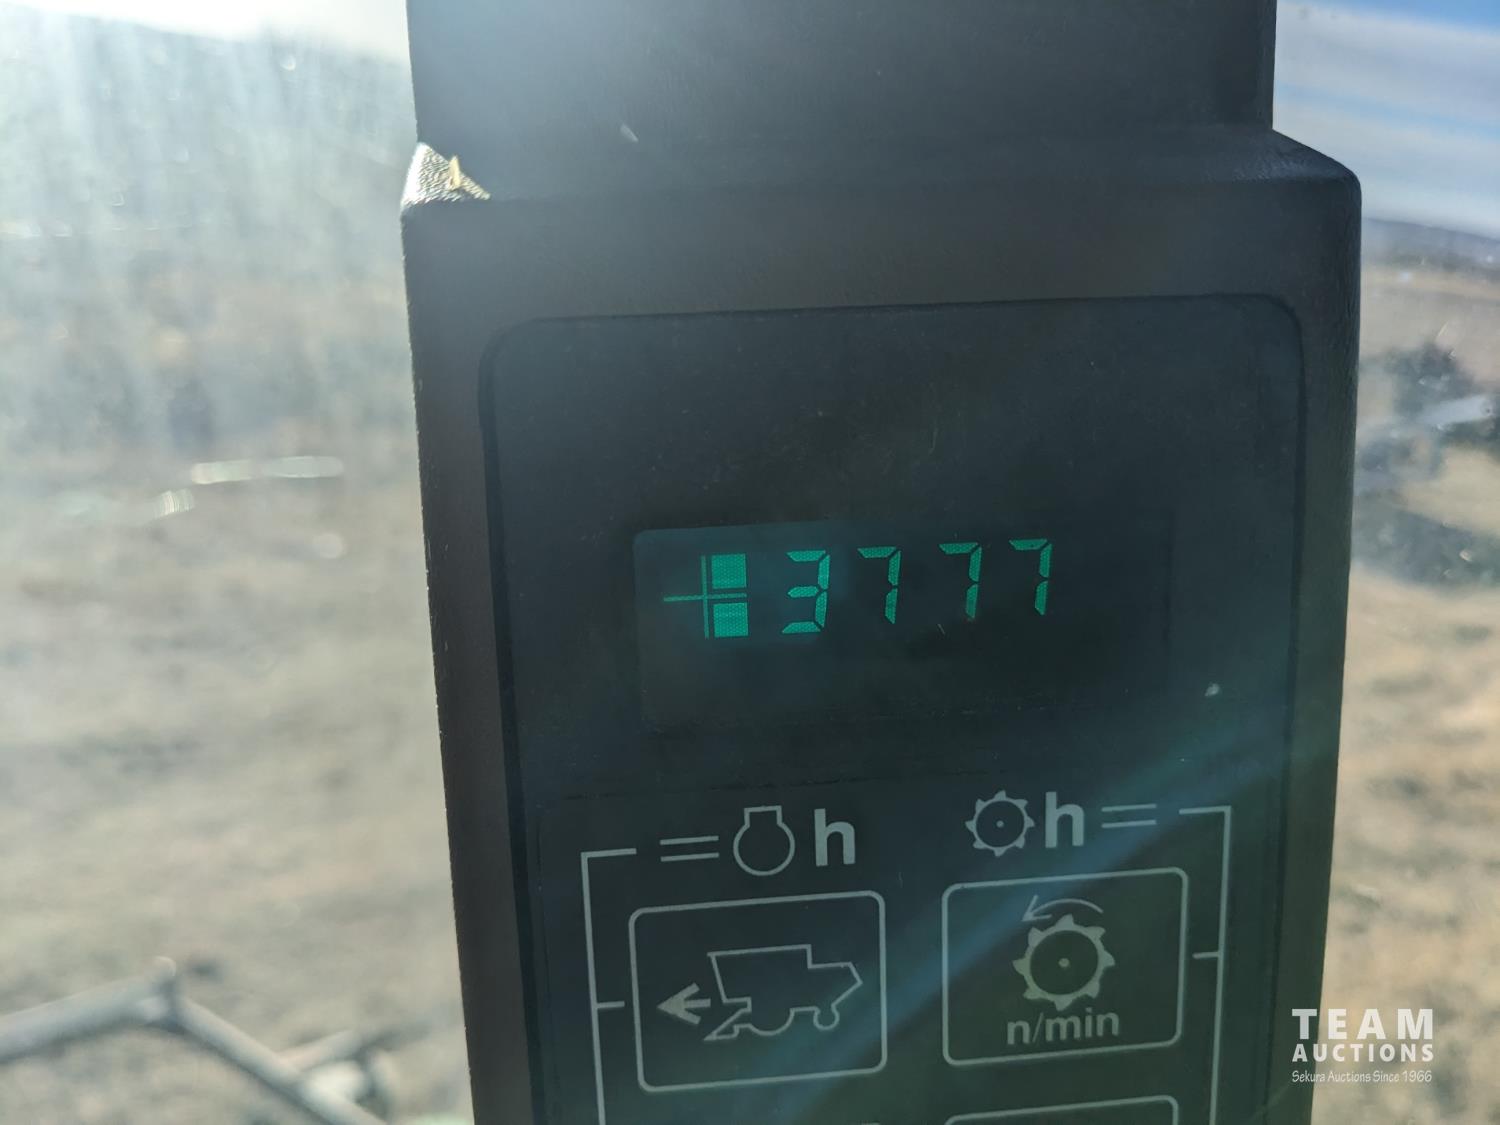 3777
=h h=
n/min
TEAM
AUCTIONS
Sekura Auctions Since 1966